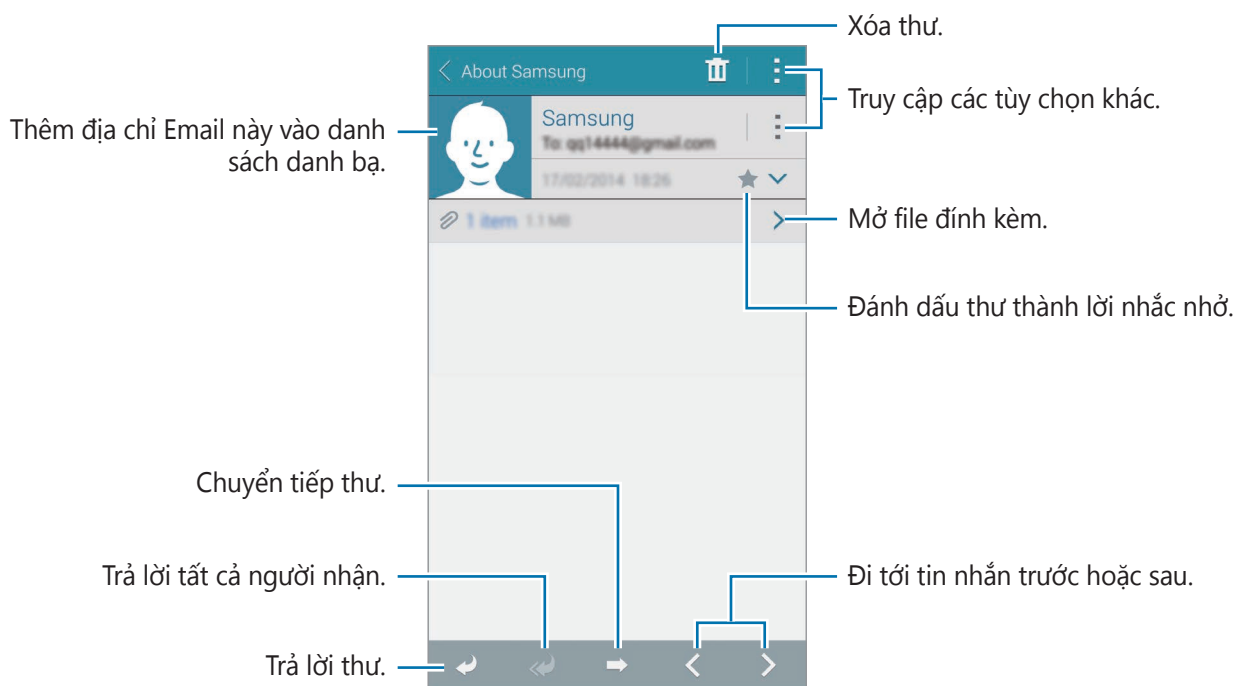 Xóa thư.
About Samsung
Truy cập các tùy chọn khác.
Thêm địa chỉ Email này vào danh
sách danh bạ.
Samsung
To: qq14444@gmail.com
17/02/2014 18:26
1 item 1.1 MB
Mở file đính kèm.
Đánh dấu thư thành lời nhắc nhở.
Chuyển tiếp thư.
Trả lời tất cả người nhận.
Đi tới tin nhắn trước hoặc sau.
Trả lời thư.